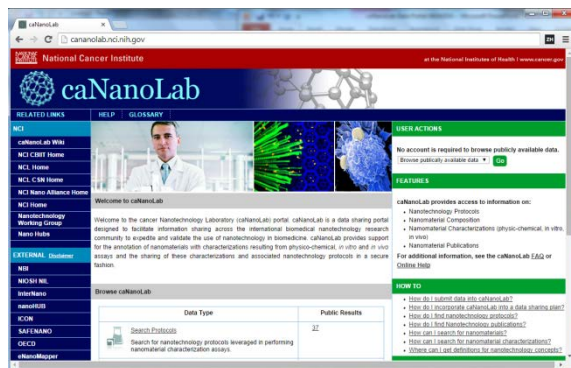 caNanoLab
cananolab.nci.nih.gov
National Cancer Institute
at the National Institutes of Health | www.cancer.gov
caNanoLab
RELATED LINKS
HELP
GLOSSARY
NCI
caNanoLab Wiki
NCI CBIIT Home
NCL Home
NCL CSN Home
NCI Nano Alliance Home
NCI Home
Nanotechnology
Working Group
Nano Hubs
EXTERNAL Disclaimer
NBI
NIOSH NIL
InterNano
nanoHUB
ICON
SAFENANO
OECD
eNanoMapper
Welcome to caNanoLab
Welcome to the cancer Nanotechnology Laboratory (caNanoLab) portal. caNanoLab is a data sharing portal
designed to facilitate information sharing across the international biomedical nanotechnology research
community to expedite and validate the use of nanotechnology in biomedicine. caNanoLab provides support
for the annotation of nanomaterials with characterizations resulting from physico-chemical, in vitro and in vivo
assays and the sharing of these characterizations and associated nanotechnology protocols in a secure
fashion.
Browse caNanoLab
Data Type
Public Results
Search Protocols
37
Search for nanotechnology protocols leveraged in performing
nanomaterial characterization assays.
USER ACTIONS
No account is required to browse publicly available data.
Browse publically available data
Go
FEATURES
caNanoLab provides access to information on:
Nanotechnology Protocols
Nanomaterial Composition
Nanomaterial Characterizations (physic-chemical, in vitro,
in vivo)
Nanomaterial Publications
For additional information, see the caNanoLab FAQ or
Online Help
HOW TO
How do I submit data into caNanoLab?
How do I incorporate caNanoLab into a data sharing plan?
How do I find nanotechnology protocols?
How do I find Nanotechnology publications?
How can I search for nanomaterials?
How can I search for nanomaterial characterizations?
Where can I get definitions for nanotechnology concepts?